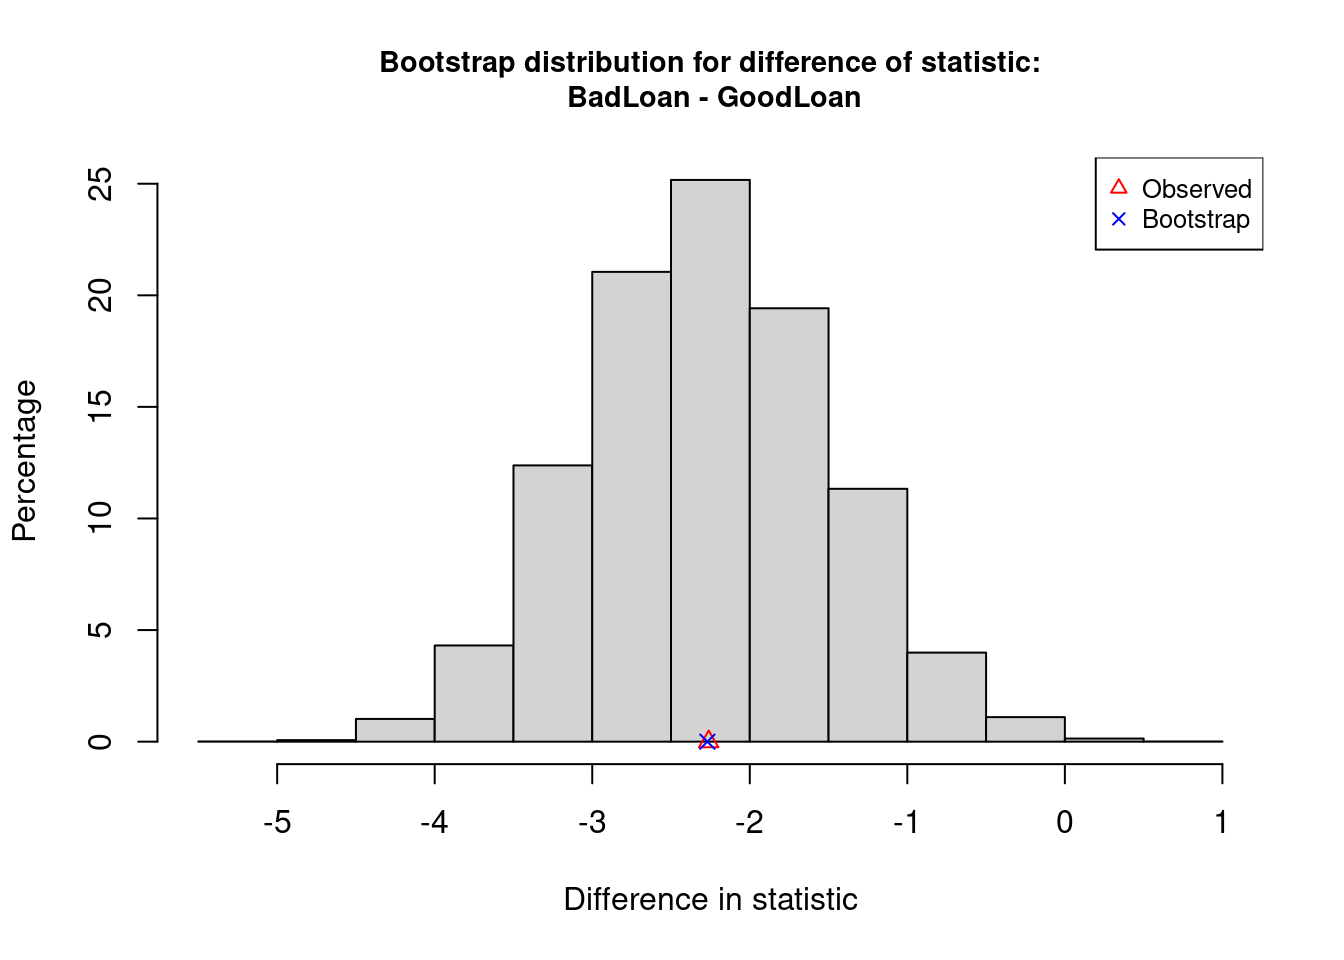 Bootstrap distribution for difference of statistic:
BadLoan - GoodLoan
Observed
Bootstrap
Percentage
25
20
15
10
5
0
-5 -4 -3 -2 -1 0 1
Difference in statistic